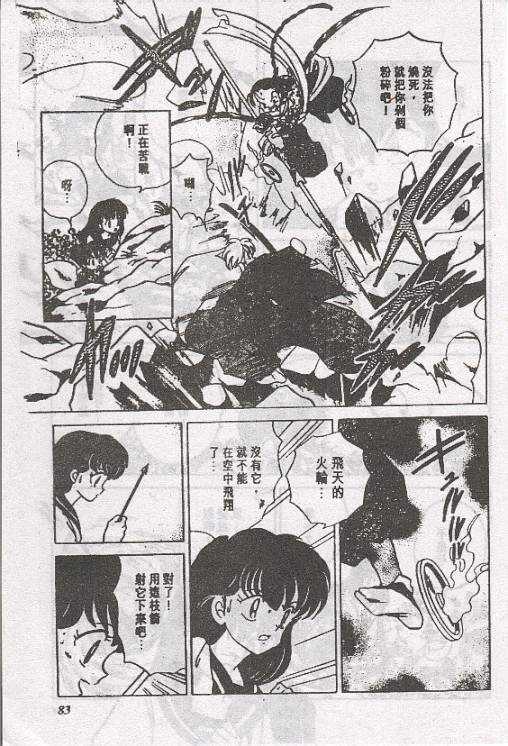 沒法把你
燒死，
就把你剁個
粉碎吧！
嘲…
正在苦戰
啊！
呀…
飛天的
火輪…
沒有它，
就不能
在空中飛翔
了…
對了！
用這枝箭
射它下來吧…
83